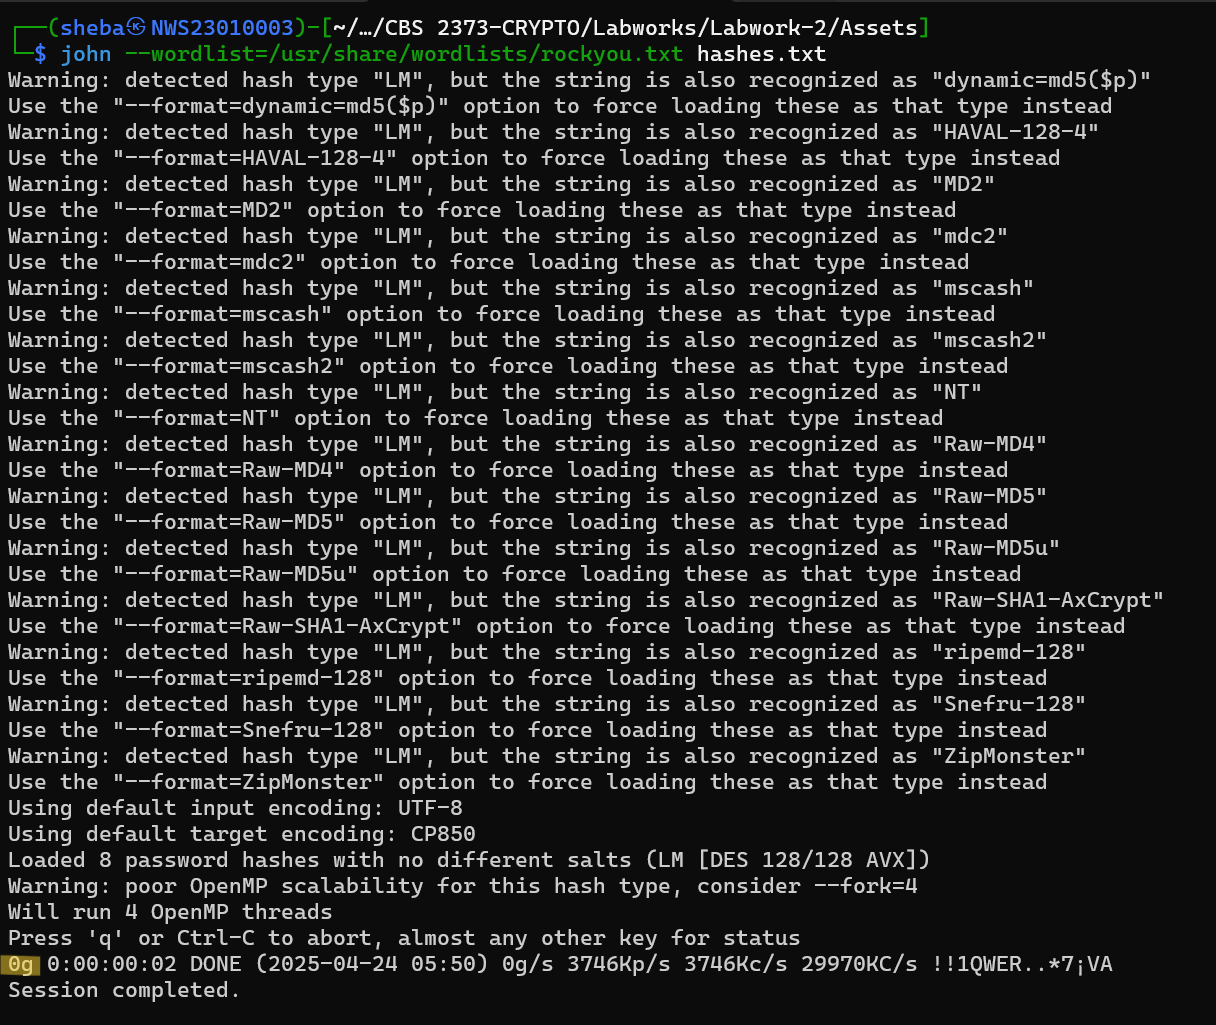 ┌──(sheba㉿NWS23010003)-[~/…/CBS 2373-CRYPTO/Labworks/Labwork-2/Assets]
└─$ john --wordlist=/usr/share/wordlists/rockyou.txt hashes.txt
Warning: detected hash type "LM", but the string is also recognized as "dynamic=md5($p)"
Use the "--format=dynamic=md5($p)" option to force loading these as that type instead
Warning: detected hash type "LM", but the string is also recognized as "HAVAL-128-4"
Use the "--format=HAVAL-128-4" option to force loading these as that type instead
Warning: detected hash type "LM", but the string is also recognized as "MD2"
Use the "--format=MD2" option to force loading these as that type instead
Warning: detected hash type "LM", but the string is also recognized as "mdc2"
Use the "--format=mdc2" option to force loading these as that type instead
Warning: detected hash type "LM", but the string is also recognized as "mscash"
Use the "--format=mscash" option to force loading these as that type instead
Warning: detected hash type "LM", but the string is also recognized as "mscash2"
Use the "--format=mscash2" option to force loading these as that type instead
Warning: detected hash type "LM", but the string is also recognized as "NT"
Use the "--format=NT" option to force loading these as that type instead
Warning: detected hash type "LM", but the string is also recognized as "Raw-MD4"
Use the "--format=Raw-MD4" option to force loading these as that type instead
Warning: detected hash type "LM", but the string is also recognized as "Raw-MD5"
Use the "--format=Raw-MD5" option to force loading these as that type instead
Warning: detected hash type "LM", but the string is also recognized as "Raw-MD5u"
Use the "--format=Raw-MD5u" option to force loading these as that type instead
Warning: detected hash type "LM", but the string is also recognized as "Raw-SHA1-AxCrypt"
Use the "--format=Raw-SHA1-AxCrypt" option to force loading these as that type instead
Warning: detected hash type "LM", but the string is also recognized as "ripemd-128"
Use the "--format=ripemd-128" option to force loading these as that type instead
Warning: detected hash type "LM", but the string is also recognized as "Snefru-128"
Use the "--format=Snefru-128" option to force loading these as that type instead
Warning: detected hash type "LM", but the string is also recognized as "ZipMonster"
Use the "--format=ZipMonster" option to force loading these as that type instead
Using default input encoding: UTF-8
Using default target encoding: CP850
Loaded 8 password hashes with no different salts (LM [DES 128/128 AVX])
Warning: poor OpenMP scalability for this hash type, consider --fork=4
Will run 4 OpenMP threads
Press 'q' or Ctrl-C to abort, almost any other key for status
0g 0:00:00:02 DONE (2025-04-24 05:50) 0g/s 3746Kp/s 3746Kc/s 29970KC/s !!1QWER..*7¡VA
Session completed.